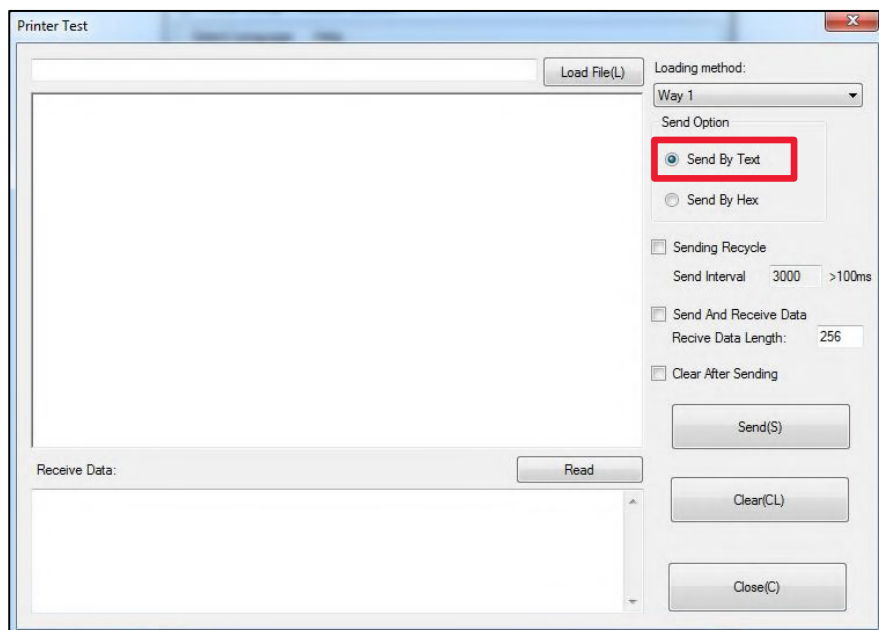 Printer Test
Load File(L)
Loading method:
Way 1
Send Option
Send By Text
Send By Hex
Sending Recycle
Send Interval 3000 >100ms
Send And Receive Data
Recive Data Length: 256
Clear After Sending
Send(S)
Receive Data:
Read
Clear(CL)
Close(C)